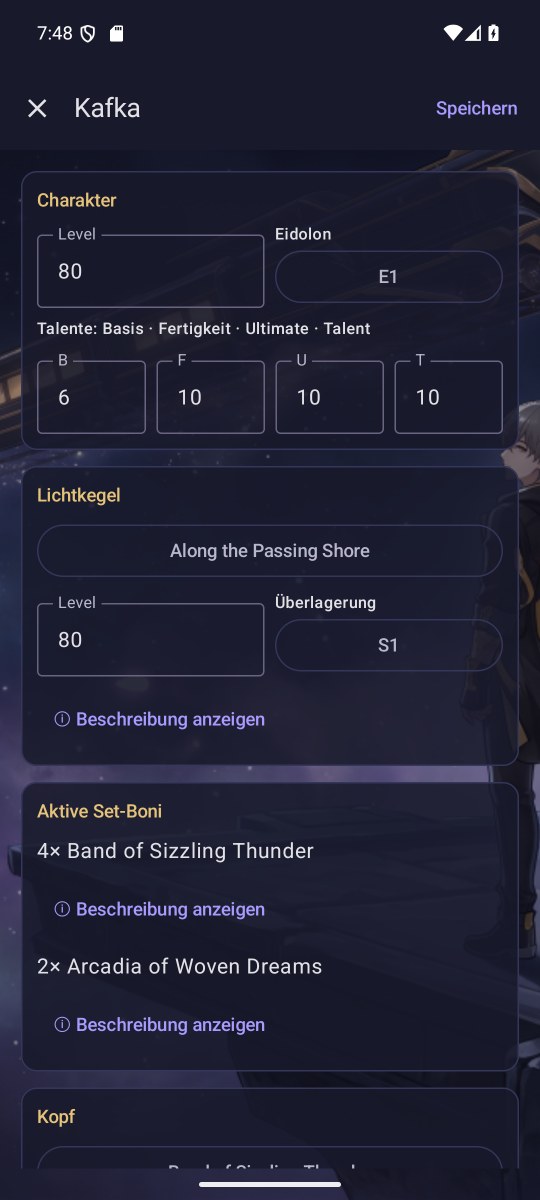 7:48
Kafka
Speichern
Charakter
Level
80
Eidolon
E1
Talente: Basis · Fertigkeit · Ultimate · Talent
B
6
F
10
U
10
T
10
Lichtkegel
Along the Passing Shore
Level
80
Überlagerung
S1
ⓘ Beschreibung anzeigen
Aktive Set-Boni
4× Band of Sizzling Thunder
ⓘ Beschreibung anzeigen
2× Arcadia of Woven Dreams
ⓘ Beschreibung anzeigen
Kopf